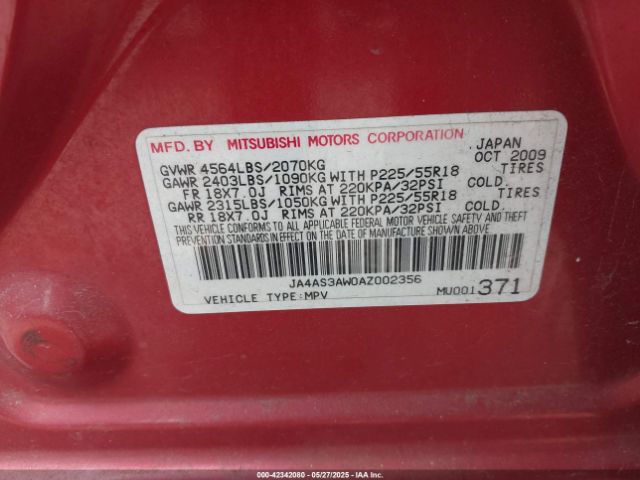 MFD. BY MITSUBISHI MOTORS CORPORATION JAPAN
GVWR 4564LBS/2070KG OCT 2009
GAWR 2403LBS/1090KG WITH P225/55R18 TIRES
FR 18X7.0J RIMS AT 220KPA/32PSI COLD.
GAWR 2315LBS/1050KG WITH P225/55R18 TIRES
RR 18X7.0J RIMS AT 220KPA/32PSI COLD
THIS VEHICLE CONFORMS TO ALL APPLICABLE FEDERAL MOTOR VEHICLE SAFETY AND THEFT
PREVENTION STANDARDS IN EFFECT ON THE DATE OF MANUFACTURE SHOWN ABOVE
JA4AS3AW0AZ002356
VEHICLE TYPE:MPV MU001371
000-42342080 - 05/27/2025 - IAAI.COM